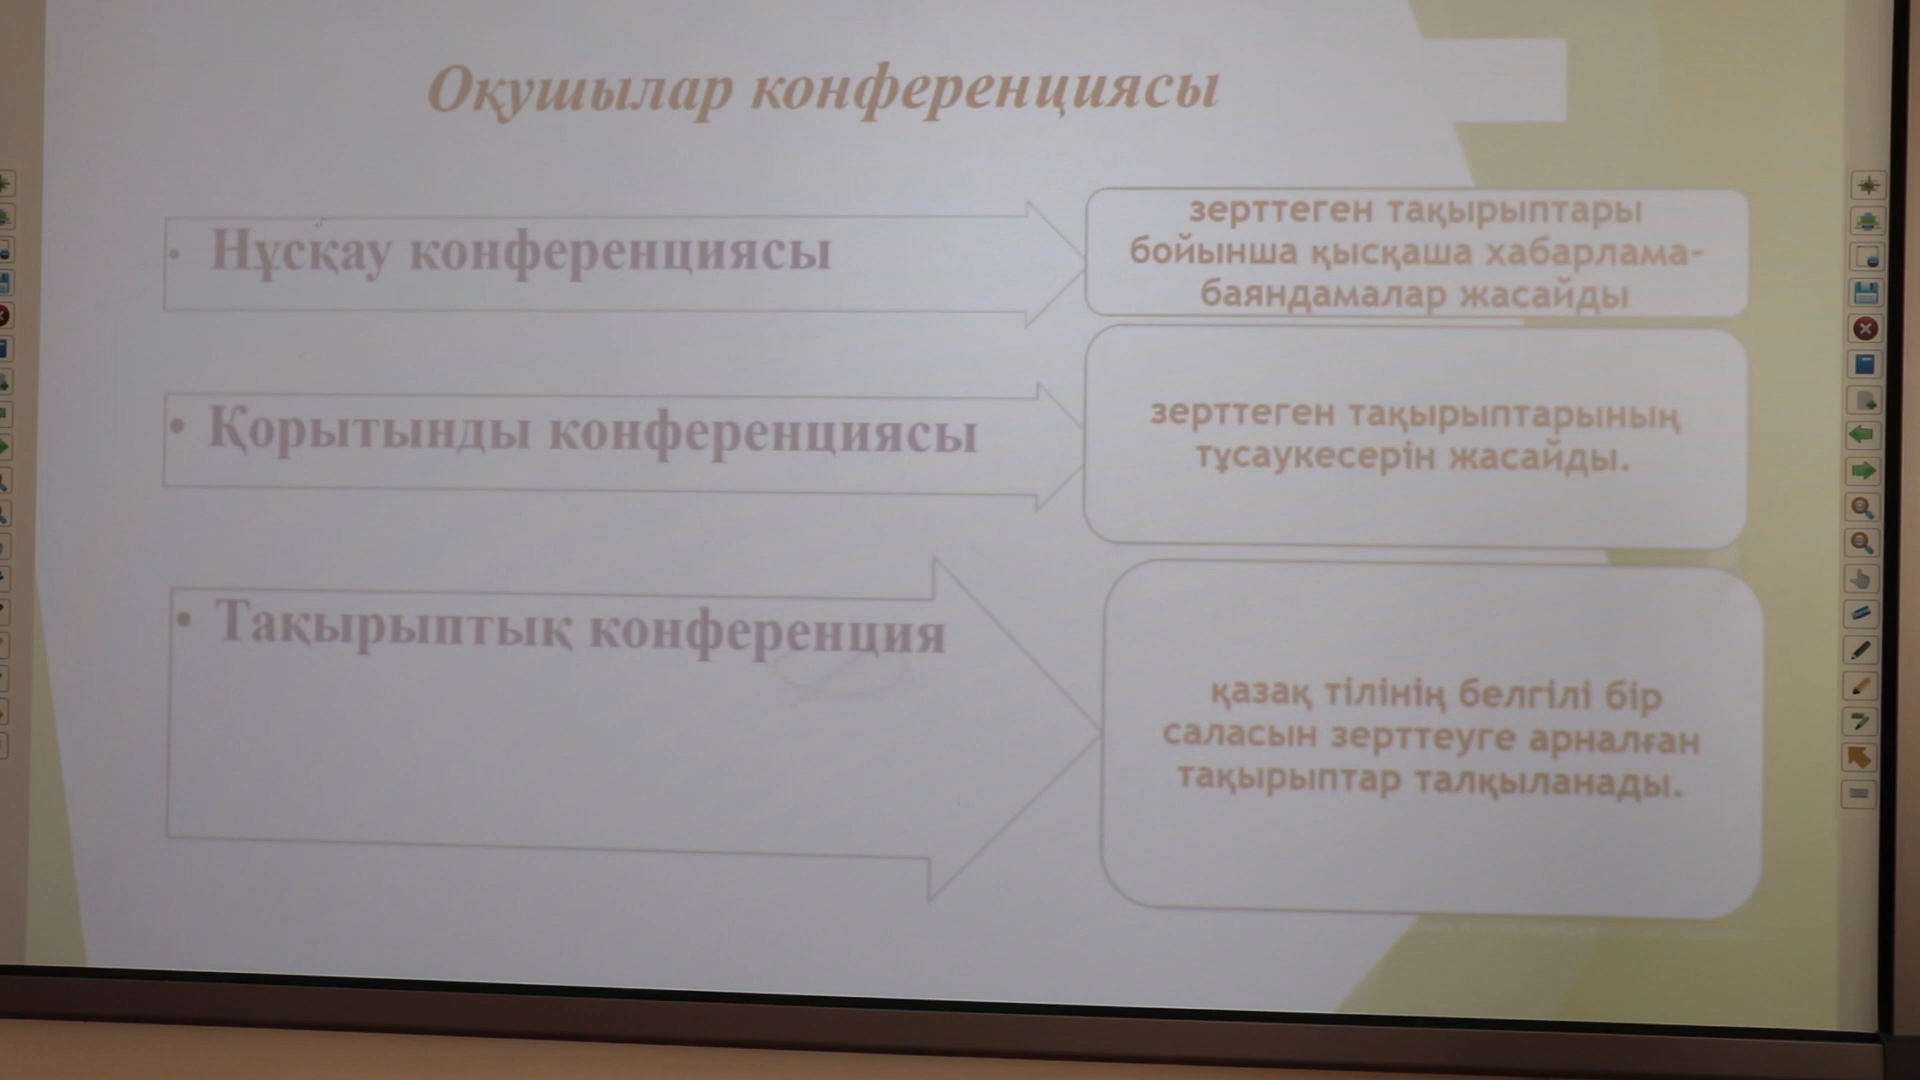 Оқушылар конференциясы
• Нұсқау конференциясы
зерттеген тақырыптары
бойынша қысқаша хабарлама-
баяндамалар жасайды
• Қорытынды конференциясы
зерттеген тақырыптарының
тұсаукесерін жасайды.
• Тақырыптық конференция
қазақ тілінің белгілі бір
саласын зерттеуге арналған
тақырыптар талқыланады.